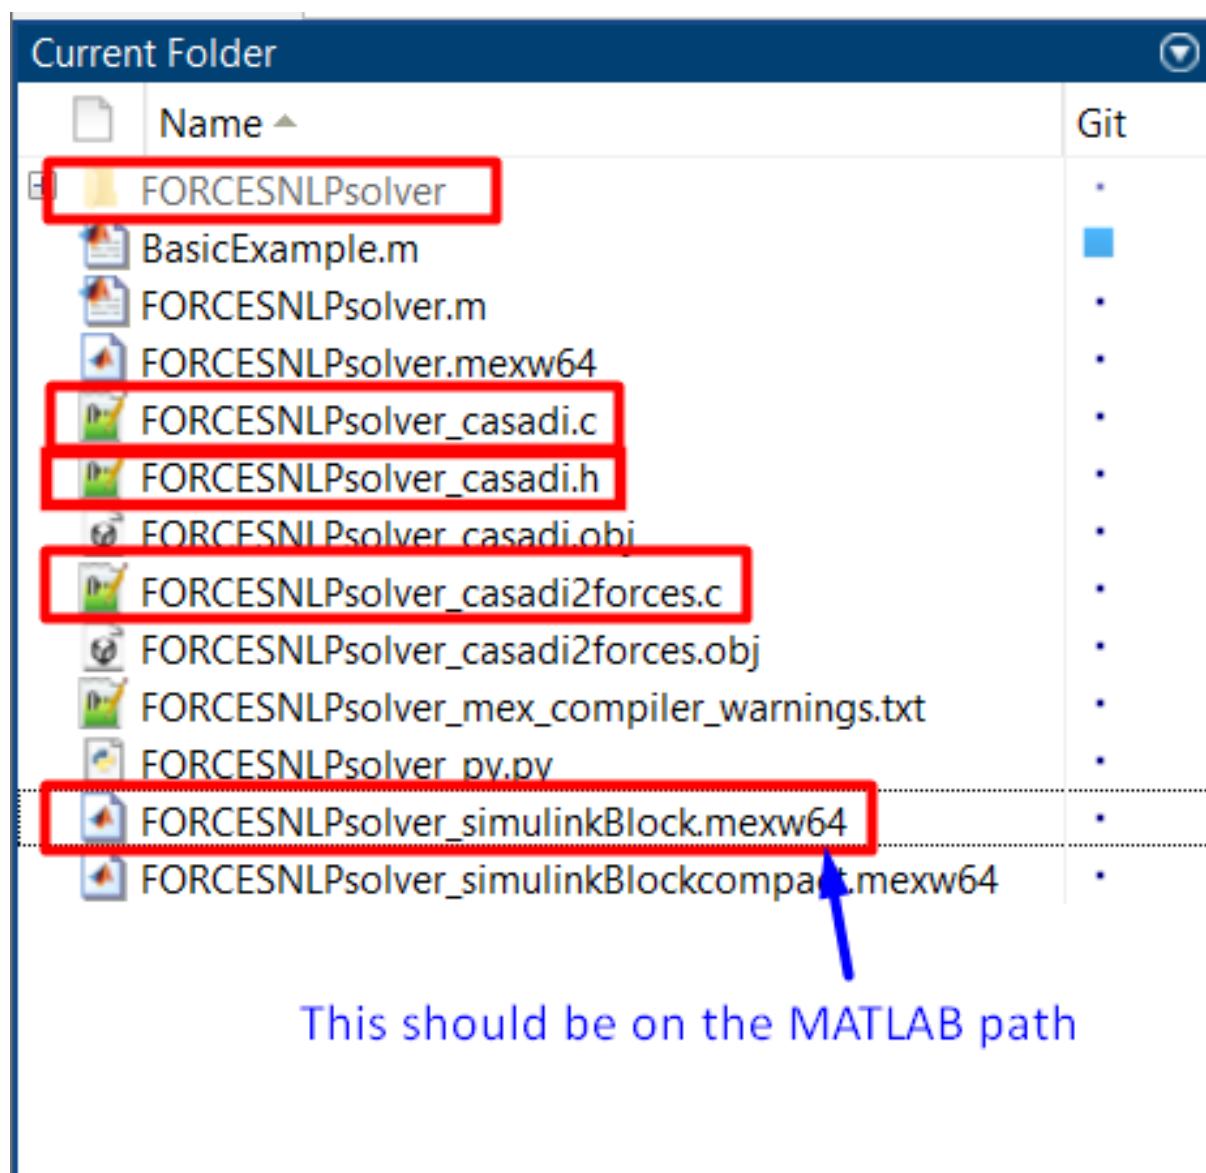 Current Folder
Name Git
FORCESNLPsolver
BasicExample.m
FORCESNLPsolver.m
FORCESNLPsolver.mexw64
FORCESNLPsolver_casadi.c
FORCESNLPsolver_casadi.h
FORCESNLPsolver_casadi.obj
FORCESNLPsolver_casadi2forces.c
FORCESNLPsolver_casadi2forces.obj
FORCESNLPsolver_mex_compiler_warnings.txt
FORCESNLPsolver_py.py
FORCESNLPsolver_simulinkBlock.mexw64
FORCESNLPsolver_simulinkBlockcompact.mexw64
This should be on the MATLAB path